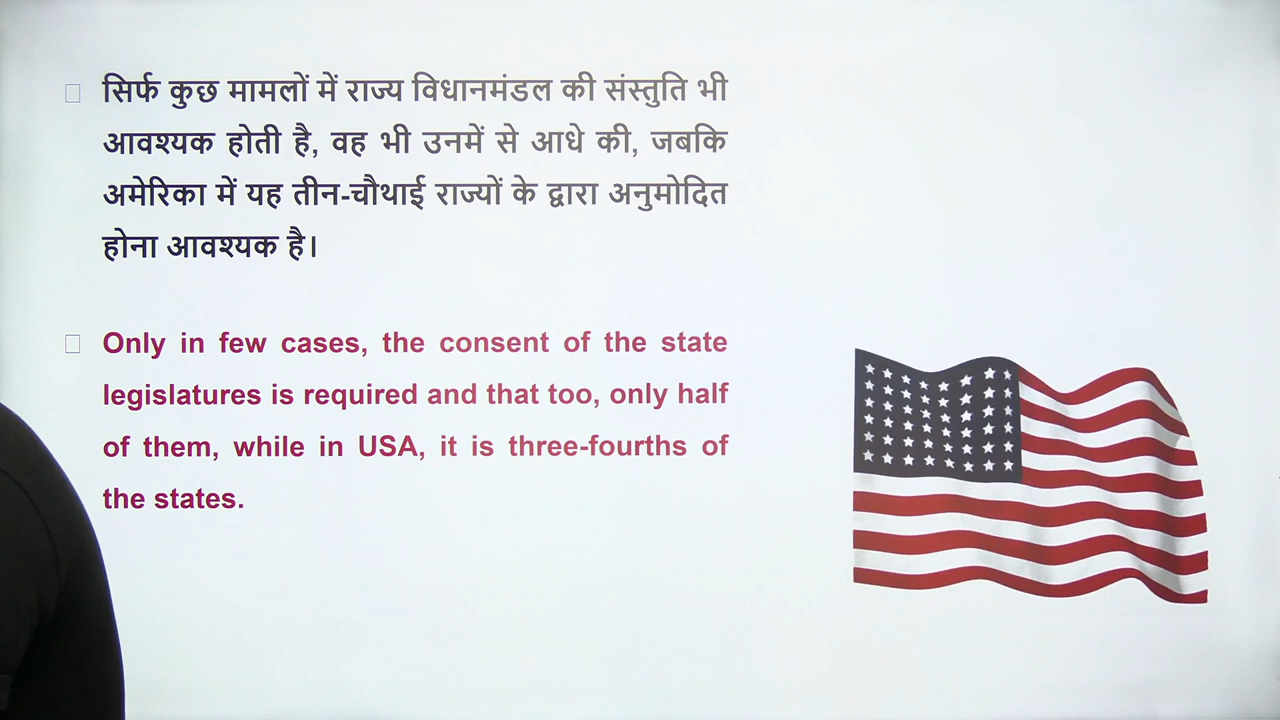 सिर्फ कुछ मामलों में राज्य विधानमंडल की संस्तुति भी
आवश्यक होती है, वह भी उनमें से आधे की, जबकि
अमेरिका में यह तीन-चौथाई राज्यों के द्वारा अनुमोदित
होना आवश्यक है।
Only in few cases, the consent of the state
legislatures is required and that too, only half
of them, while in USA, it is three-fourths of
the states.